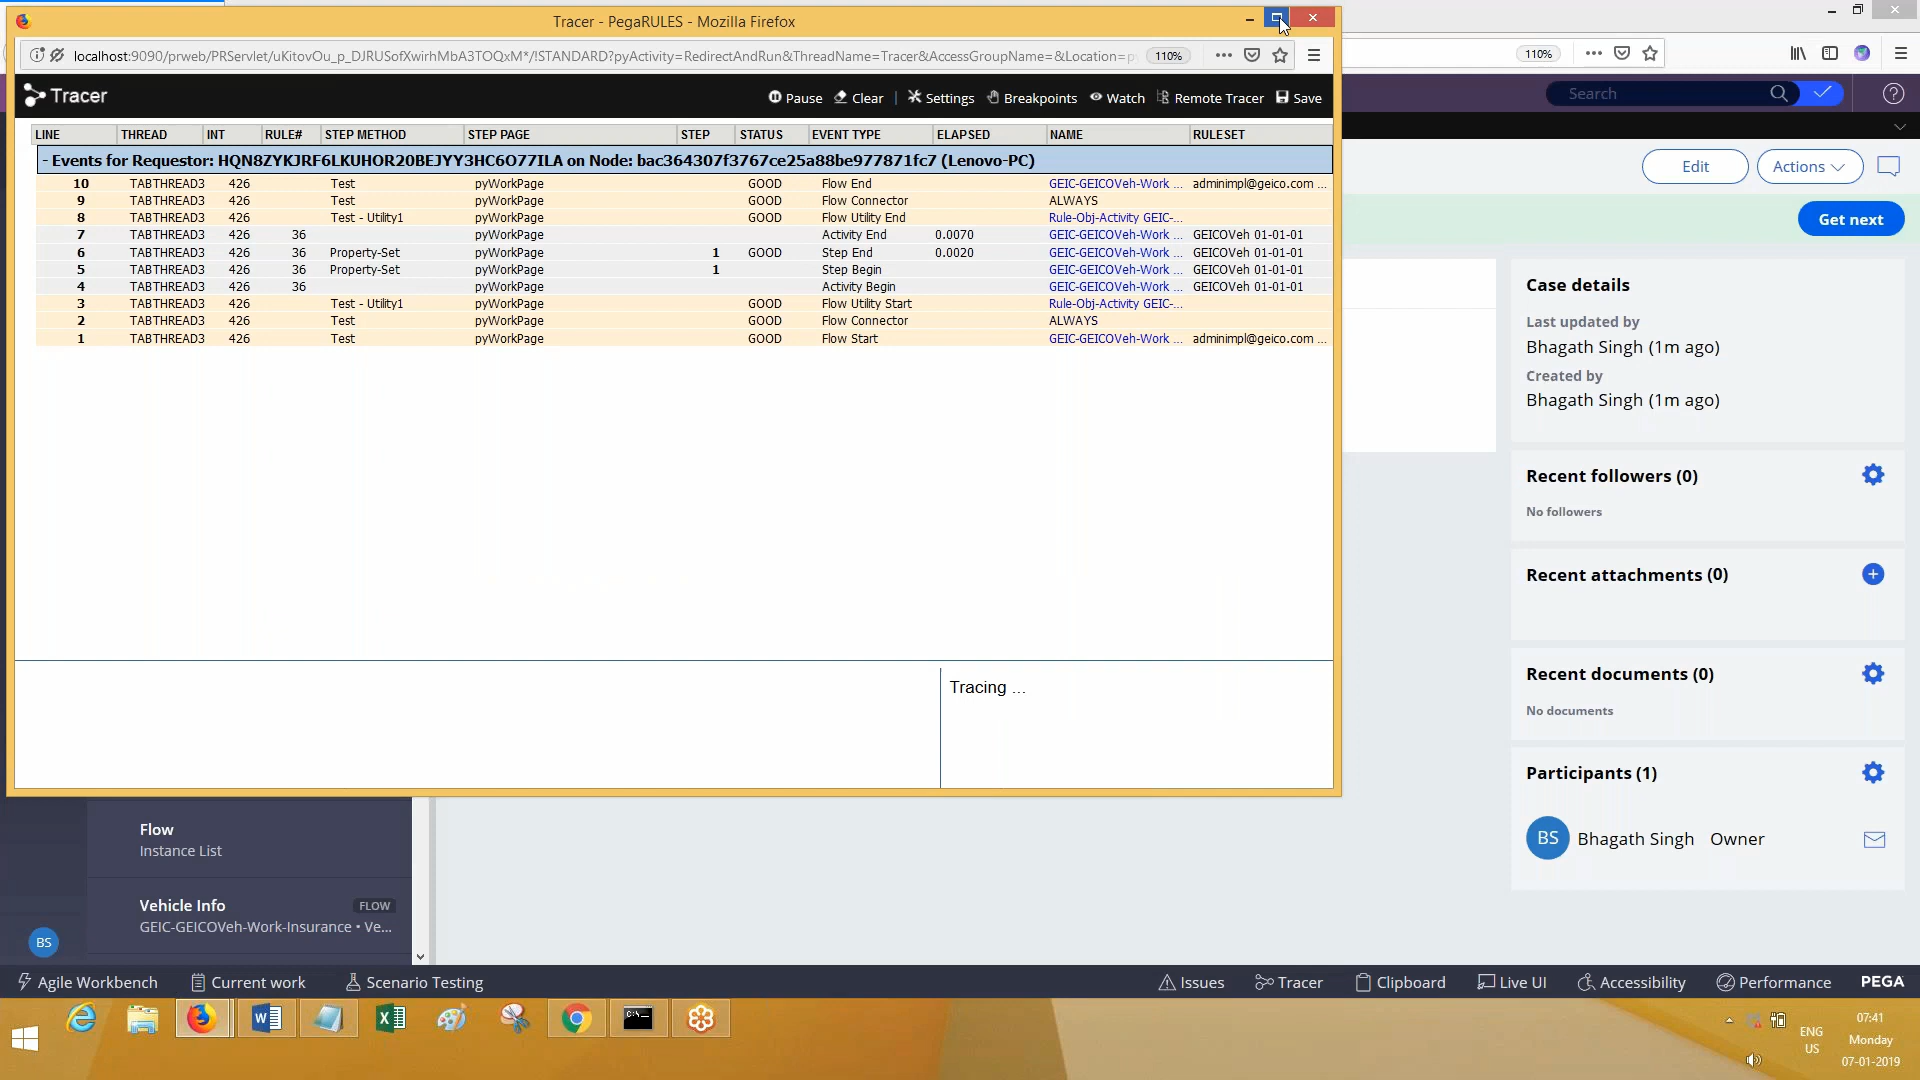 Tracer - PegaRULES - Mozilla Firefox
localhost:9090/prweb/PRServlet/uKitovOu_p_DJRUSofXwirhMbA3TOQxM*/!STANDARD?pyActivity=RedirectAndRun&ThreadName=Tracer&AccessGroupName=&Location=p
110%
110%
Tracer
Pause Clear | Settings Breakpoints Watch Remote Tracer Save
Search
LINE THREAD INT RULE# STEP METHOD STEP PAGE STEP STATUS EVENT TYPE ELAPSED NAME RULESET
- Events for Requestor: HQN8ZYKJRF6LKUHOR20BEJYY3HC6O77ILA on Node: bac364307f3767ce25a88be977871fc7 (Lenovo-PC)
10 TABTHREAD3 426 Test pyWorkPage GOOD Flow End GEIC-GEICOVeh-Work ... adminimpl@geico.com ...
9 TABTHREAD3 426 Test pyWorkPage GOOD Flow Connector ALWAYS
8 TABTHREAD3 426 Test - Utility1 pyWorkPage GOOD Flow Utility End Rule-Obj-Activity GEIC-...
7 TABTHREAD3 426 36 pyWorkPage Activity End 0.0070 GEIC-GEICOVeh-Work ... GEICOVeh 01-01-01
6 TABTHREAD3 426 36 Property-Set pyWorkPage 1 GOOD Step End 0.0020 GEIC-GEICOVeh-Work ... GEICOVeh 01-01-01
5 TABTHREAD3 426 36 Property-Set pyWorkPage 1 Step Begin GEIC-GEICOVeh-Work ... GEICOVeh 01-01-01
4 TABTHREAD3 426 36 pyWorkPage Activity Begin GEIC-GEICOVeh-Work ... GEICOVeh 01-01-01
3 TABTHREAD3 426 Test - Utility1 pyWorkPage GOOD Flow Utility Start Rule-Obj-Activity GEIC-...
2 TABTHREAD3 426 Test pyWorkPage GOOD Flow Connector ALWAYS
1 TABTHREAD3 426 Test pyWorkPage GOOD Flow Start GEIC-GEICOVeh-Work ... adminimpl@geico.com ...
Tracing ...
Edit Actions
Get next
Case details
Last updated by
Bhagath Singh (1m ago)
Created by
Bhagath Singh (1m ago)
Recent followers (0)
No followers
Recent attachments (0)
Recent documents (0)
No documents
Participants (1)
BS Bhagath Singh Owner
Flow
Instance List
Vehicle Info FLOW
GEIC-GEICOVeh-Work-Insurance • Ve...
BS
Agile Workbench Current work Scenario Testing Issues Tracer Clipboard Live UI Accessibility Performance PEGA
ENG
US
07:41
Monday
07-01-2019